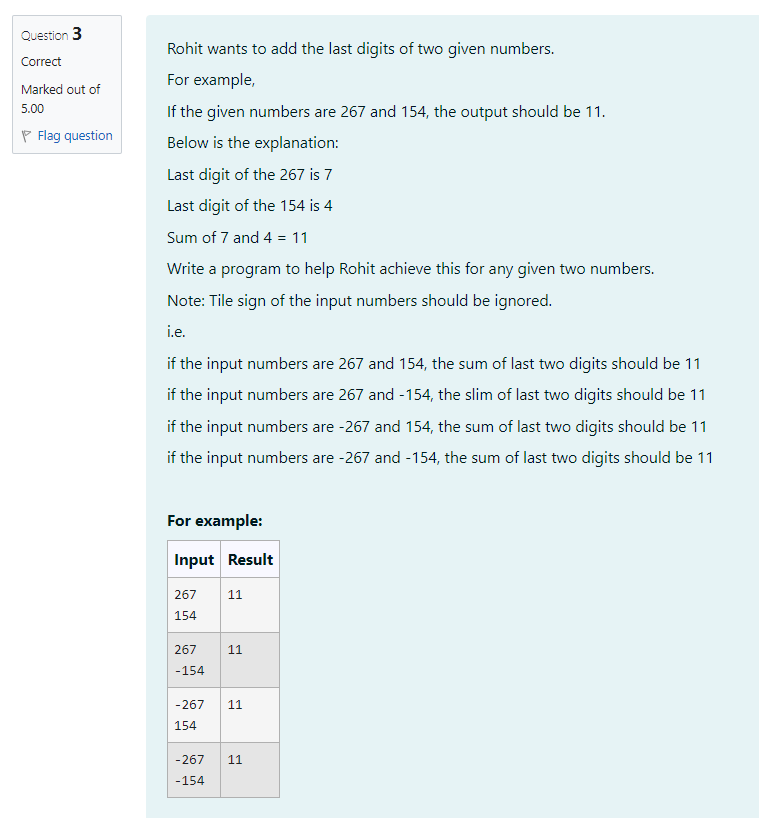 Question 3
Correct
Marked out of
5.00
Flag question
Rohit wants to add the last digits of two given numbers.
For example,
If the given numbers are 267 and 154, the output should be 11.
Below is the explanation:
Last digit of the 267 is 7
Last digit of the 154 is 4
Sum of 7 and 4 = 11
Write a program to help Rohit achieve this for any given two numbers.
Note: Tile sign of the input numbers should be ignored.
i.e.
if the input numbers are 267 and 154, the sum of last two digits should be 11
if the input numbers are 267 and -154, the slim of last two digits should be 11
if the input numbers are -267 and 154, the sum of last two digits should be 11
if the input numbers are -267 and -154, the sum of last two digits should be 11
For example:
Input Result
267 11
154
267 11
-154
-267 11
154
-267 11
-154